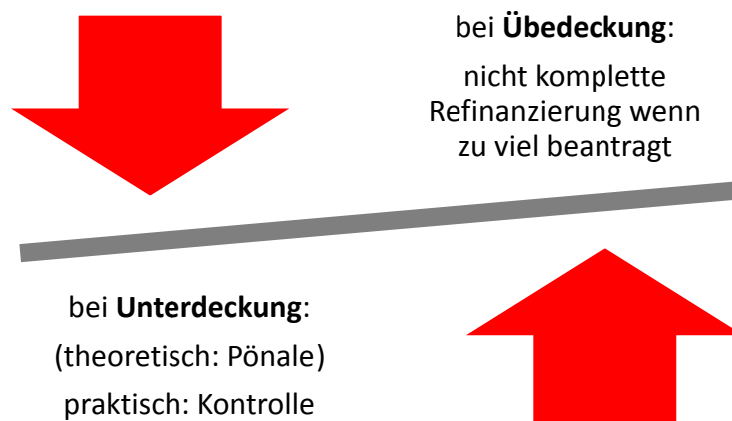 bei Übedeckung:
nicht komplette
Refinanzierung wenn
zu viel beantragt
bei Unterdeckung:
(theoretisch: Pönale)
praktisch: Kontrolle